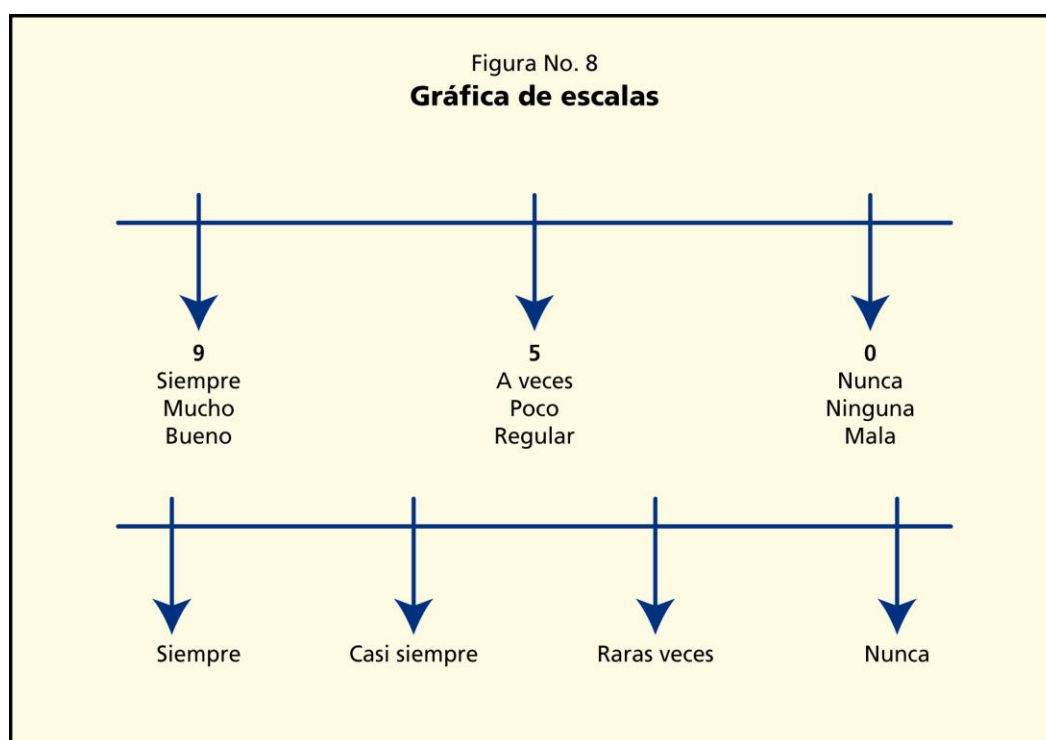 Figura No. 8
Gráfica de escalas
9 5 0
Siempre A veces Nunca
Mucho Poco Ninguna
Bueno Regular Mala
Siempre Casi siempre Raras veces Nunca